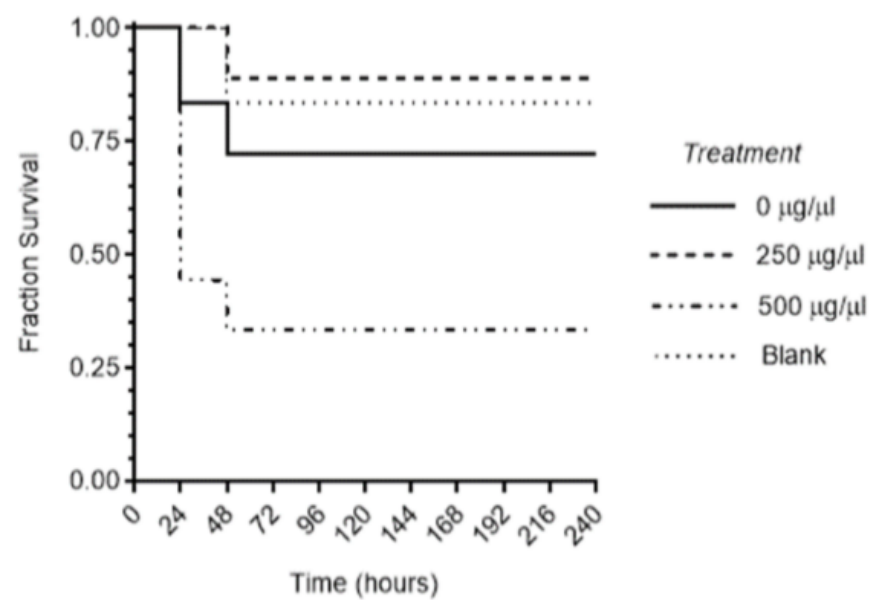 1.00
0.75
0.50
0.25
0.00
Fraction Survival
0 24 48 72 96 120 144 168 192 216 240
Time (hours)
Treatment
0 µg/µl
250 µg/µl
500 µg/µl
Blank